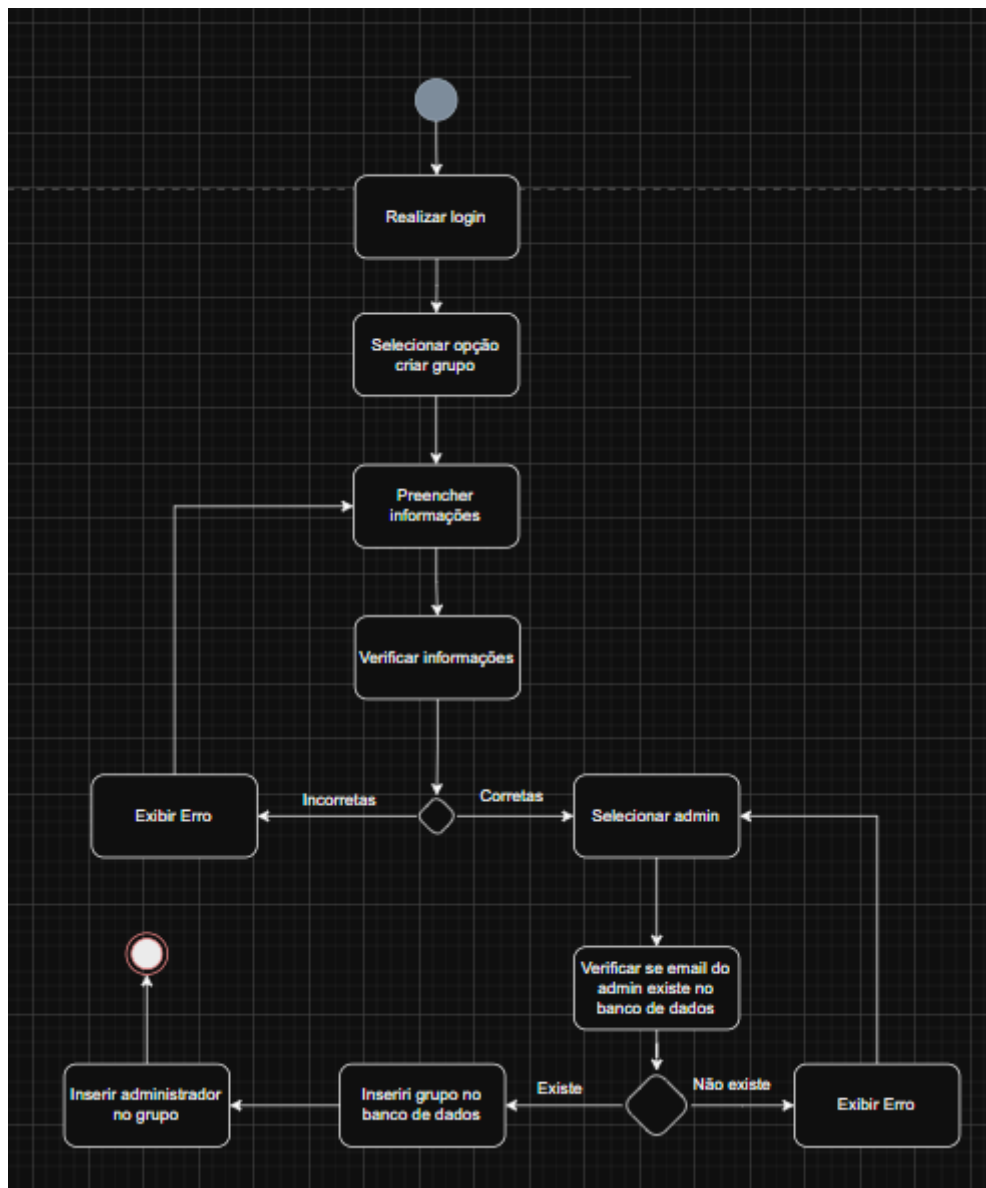 Realizar login
Selecionar opção
criar grupo
Preencher
informações
Verificar informações
Incorretas
Corretas
Exibir Erro
Selecionar admin
Verificar se email do
admin existe no
banco de dados
Existe
Não existe
Inserir administrador
no grupo
Inseriri grupo no
banco de dados
Exibir Erro